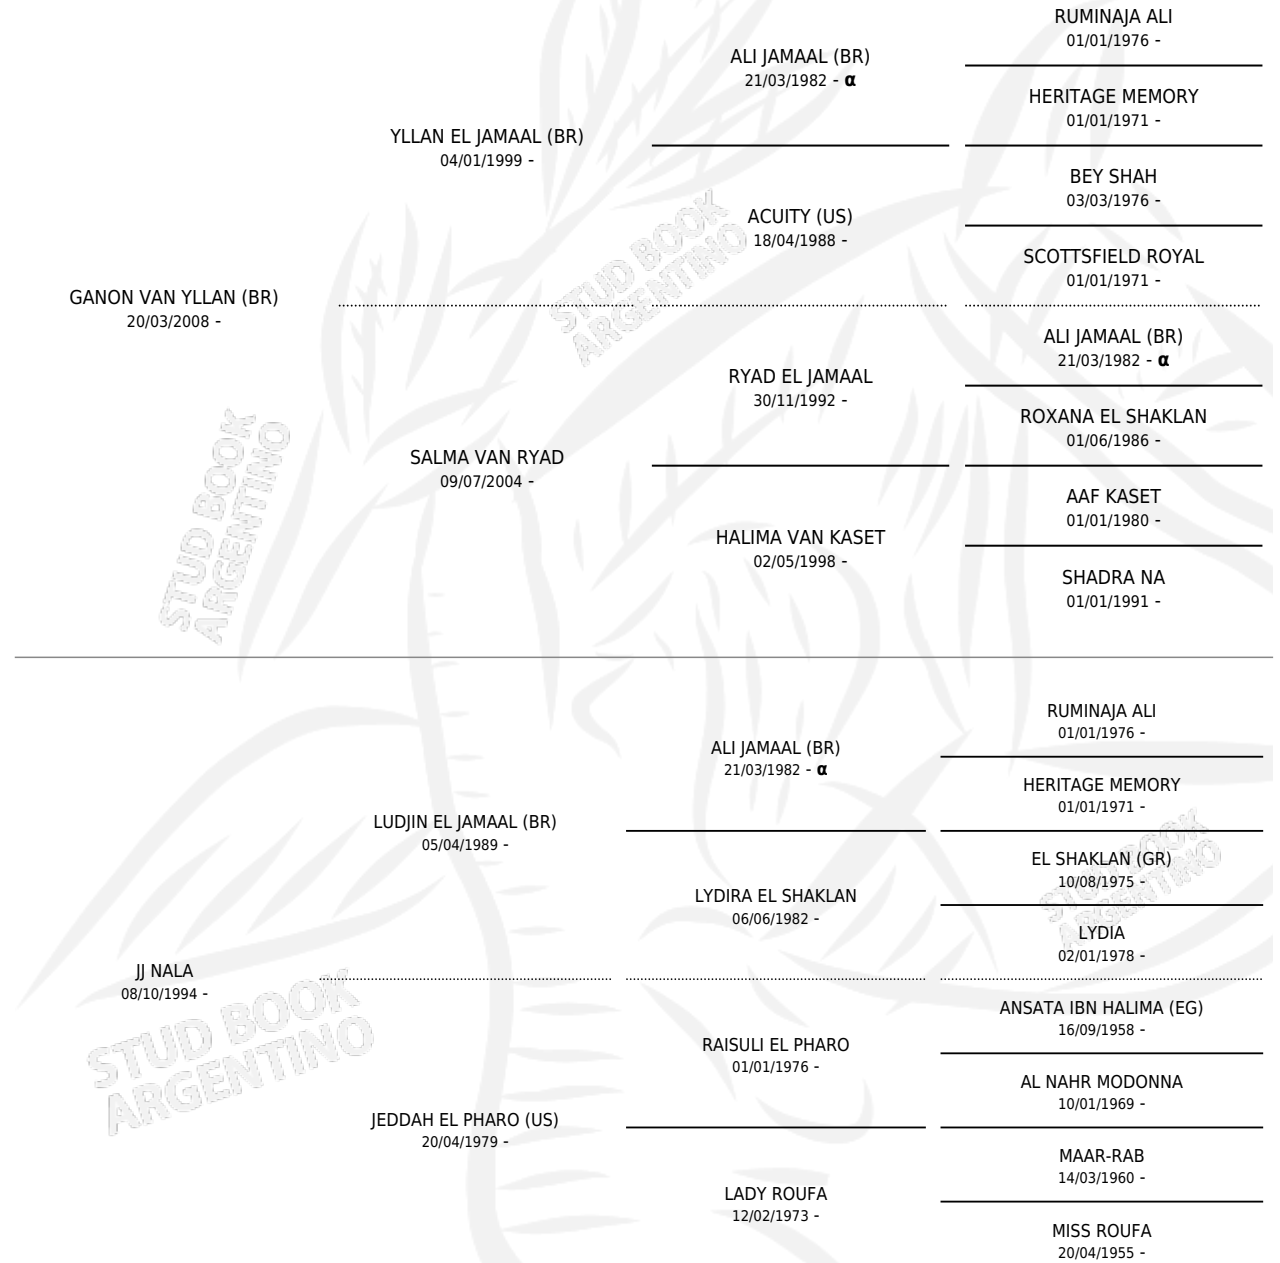 RUMINAJA ALI
01/01/1976 -
ALI JAMAAL (BR)
21/03/1982 - α
HERITAGE MEMORY
01/01/1971 -
YLLAN EL JAMAAL (BR)
04/01/1999 -
BEY SHAH
03/03/1976 -
ACUITY (US)
18/04/1988 -
SCOTTSFIELD ROYAL
01/01/1971 -
GANON VAN YLLAN (BR)
20/03/2008 -
ALI JAMAAL (BR)
21/03/1982 - α
RYAD EL JAMAAL
30/11/1992 -
ROXANA EL SHAKLAN
01/06/1986 -
SALMA VAN RYAD
09/07/2004 -
AAF KASET
01/01/1980 -
HALIMA VAN KASET
02/05/1998 -
SHADRA NA
01/01/1991 -
RUMINAJA ALI
01/01/1976 -
ALI JAMAAL (BR)
21/03/1982 - α
HERITAGE MEMORY
01/01/1971 -
LUDJIN EL JAMAAL (BR)
05/04/1989 -
EL SHAKLAN (GR)
10/08/1975 -
LYDIRA EL SHAKLAN
06/06/1982 -
LYDIA
02/01/1978 -
JJ NALA
08/10/1994 -
ANSATA IBN HALIMA (EG)
16/09/1958 -
RAISULI EL PHARO
01/01/1976 -
AL NAHR MODONNA
10/01/1969 -
JEDDAH EL PHARO (US)
20/04/1979 -
MAAR-RAB
14/03/1960 -
LADY ROUFA
12/02/1973 -
MISS ROUFA
20/04/1955 -
STUD BOOK
ARGENTINO
STUD BOOK
ARGENTINO
STUD BOOK
ARGENTINO
STUD BOOK
ARGENTINO